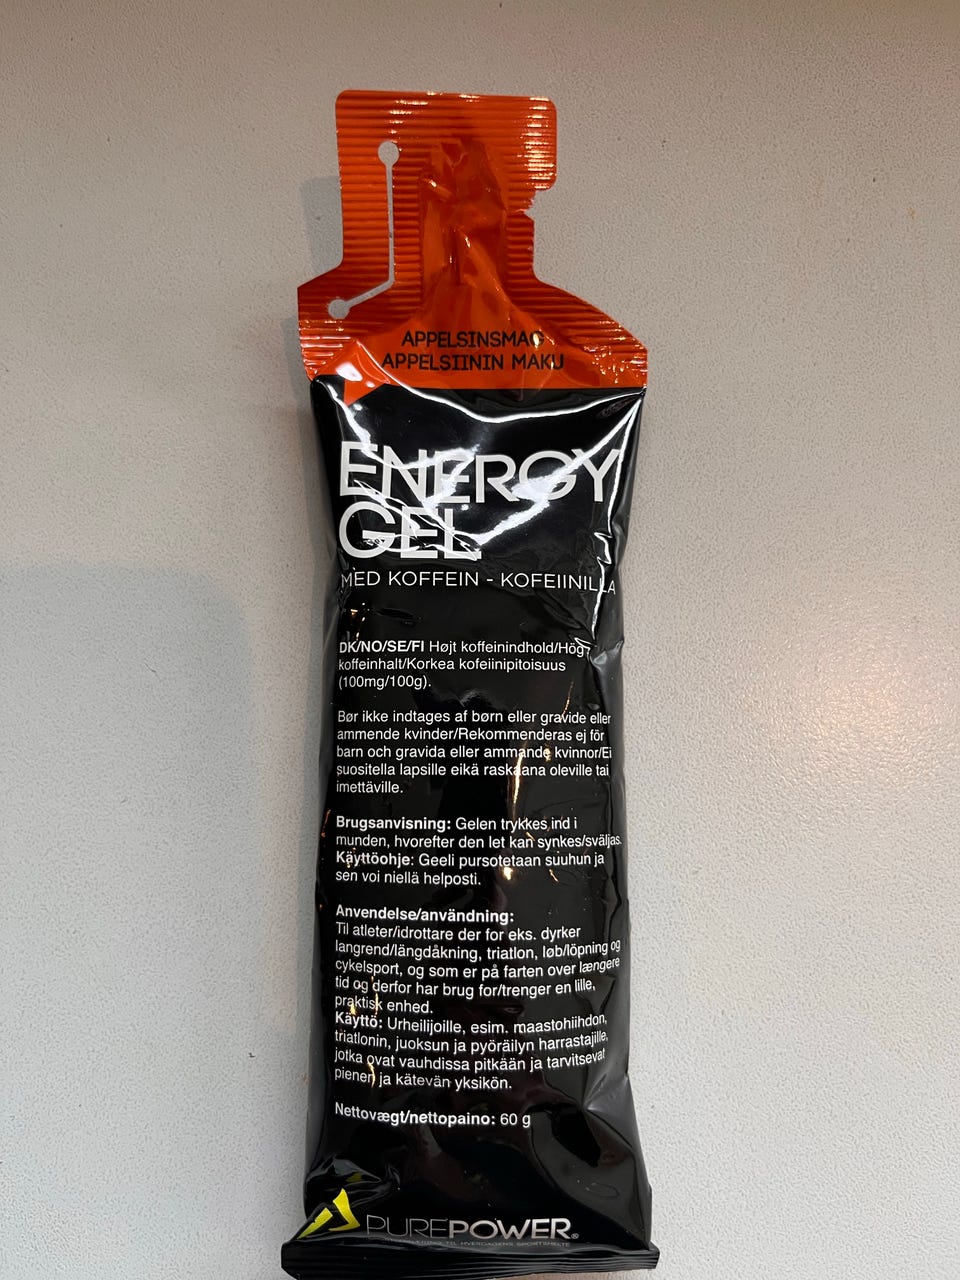 APPELSINSMAG
APPELSIININ MAKU
ENERGY
GEL
MED KOFFEIN - KOFEIINILLA
DK/NO/SE/FI Højt koffeinindhold/Hög
koffeinhalt/Korkea kofeiinipitoisuus
(100mg/100g).
Bør ikke indtages af børn eller gravide eller
ammende kvinder/Rekommenderas ej för
barn och gravida eller ammande kvinnor/Ei
suositella lapsille eikä raskaana oleville tai
imettäville.
Brugsanvisning: Gelen trykkes ind i
munden, hvorefter den let kan synkes/sväljas.
Käyttöohje: Geeli pursotetaan suuhun ja
sen voi niellä helposti.
Anvendelse/användning:
Til atleter/idrottare der for eks. dyrker
langrend/längdåkning, triatlon, løb/löpning og
cykelsport, og som er på farten over længere
tid og derfor har brug for/trenger en lille,
praktisk enhed.
Käyttö: Urheilijoille, esim. maastohiihdon,
triatlonin, juoksun ja pyöräilyn harrastajille,
jotka ovat vauhdissa pitkään ja tarvitsevat
pienen ja kätevän yksikön.
Nettovægt/nettopaino: 60 g
PUREPOWER®
TIL HVERDAGENS SPORTSHELTE